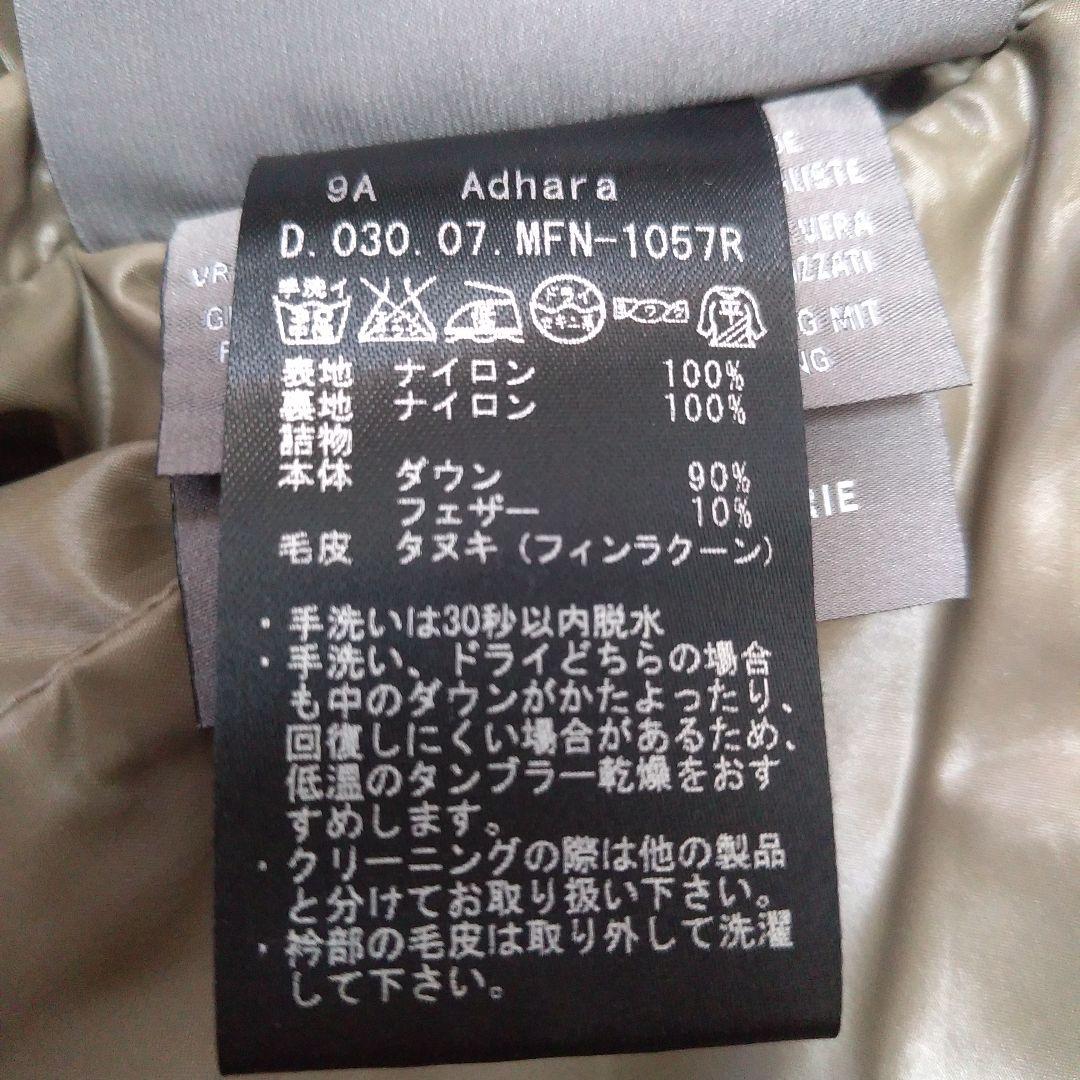 9A Adhara
D.030.07.MFN-1057R
手洗イ
ドライ
表地 ナイロン 100%
裏地 ナイロン 100%
詰物
本体 ダウン 90%
フェザー 10%
毛皮 タヌキ(フィンラクーン)
・手洗いは30秒以内脱水
・手洗い、ドライどちらの場合
も中のダウンがかたよったり、
回復しにくい場合があるため、
低温のタンブラー乾燥をおす
すめします。
・クリーニングの際は他の製品
と分けてお取り扱い下さい。
・衿部の毛皮は取り外して洗濯
して下さい。